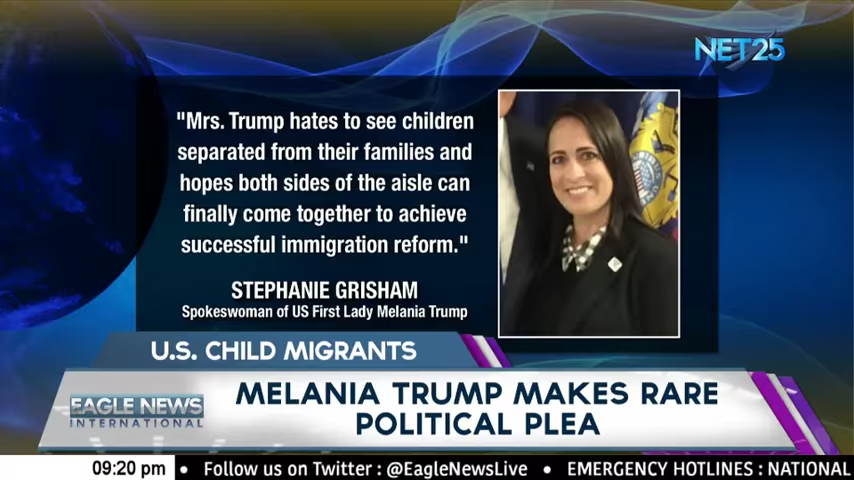 NET25
"Mrs. Trump hates to see children
separated from their families and
hopes both sides of the aisle can
finally come together to achieve
successful immigration reform."
STEPHANIE GRISHAM
Spokeswoman of US First Lady Melania Trump
U.S. CHILD MIGRANTS
EAGLE NEWS
INTERNATIONAL
MELANIA TRUMP MAKES RARE
POLITICAL PLEA
09:20 pm • Follow us on Twitter : @EagleNewsLive • EMERGENCY HOTLINES : NATIONAL